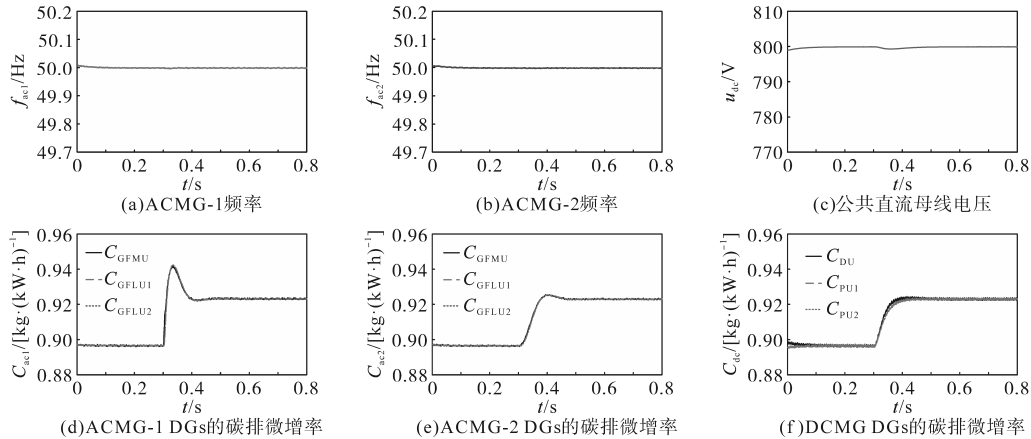 50.2
50.1
50.0
49.9
49.8
49.7
f_ac1/Hz
0 0.2 0.4 0.6 0.8
t/s
(a)ACMG-1频率
50.2
50.1
50.0
49.9
49.8
49.7
f_ac2/Hz
0 0.2 0.4 0.6 0.8
t/s
(b)ACMG-2频率
810
800
790
780
770
u_dc/V
0 0.2 0.4 0.6 0.8
t/s
(c)公共直流母线电压
0.96
0.94
0.92
0.90
0.88
C_ac1/[kg·(kW·h)⁻¹]
C_GFMU
C_GFLU1
C_GFLU2
0 0.2 0.4 0.6 0.8
t/s
(d)ACMG-1 DGs的碳排微增率
0.96
0.94
0.92
0.90
0.88
C_ac2/[kg·(kW·h)⁻¹]
C_GFMU
C_GFLU1
C_GFLU2
0 0.2 0.4 0.6 0.8
t/s
(e)ACMG-2 DGs的碳排微增率
0.96
0.94
0.92
0.90
0.88
C_dc/[kg·(kW·h)⁻¹]
C_DU
C_PU1
C_PU2
0 0.2 0.4 0.6 0.8
t/s
(f)DCMG DGs的碳排微增率